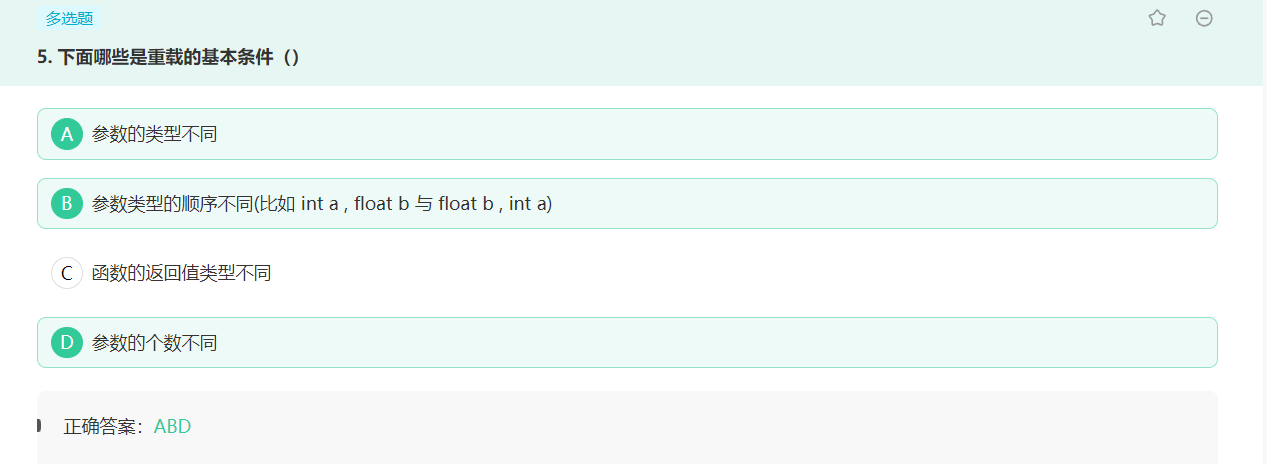 多选题
5. 下面哪些是重载的基本条件（）
A 参数的类型不同
B 参数类型的顺序不同(比如 int a , float b 与 float b , int a)
C 函数的返回值类型不同
D 参数的个数不同
正确答案：ABD